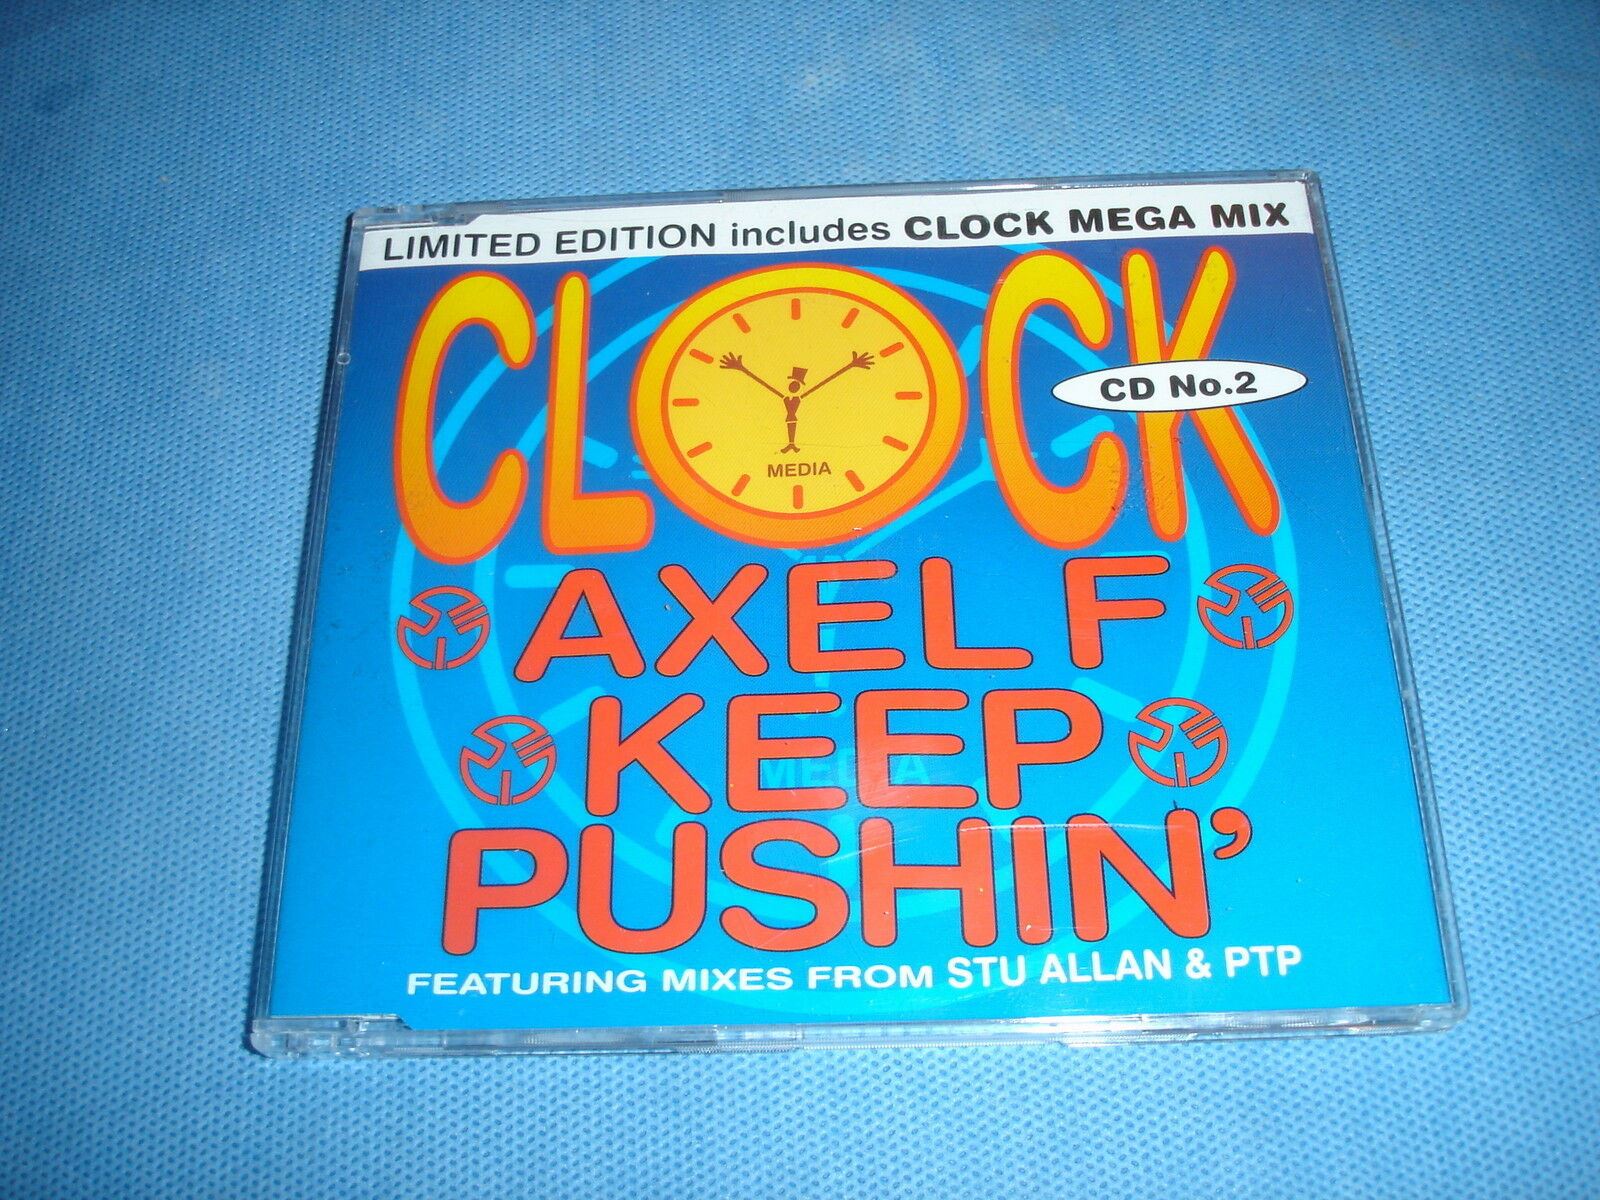 LIMITED EDITION includes CLOCK MEGA MIX
CLOCK
CD No.2
MEDIA
AXEL F
KEEP
MEDIA
PUSHIN'
FEATURING MIXES FROM STU ALLAN & PTP